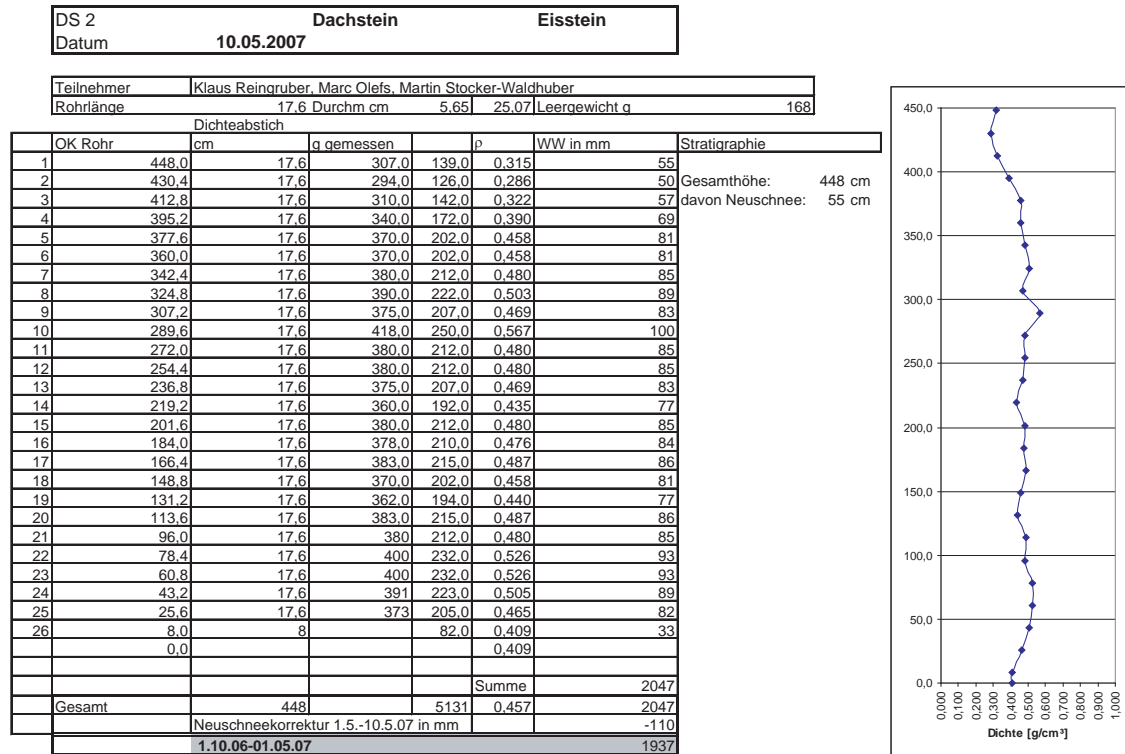 DS 2 Dachstein Eisstein
Datum 10.05.2007
Teilnehmer Klaus Reingruber, Marc Olefs, Martin Stocker-Waldhuber
Rohrlänge 17.6 Durchm cm 5,65 25,07 Leergewicht g 168
Dichteabstich
OK Rohr cm g gemessen ρ WW in mm Stratigraphie
1 448,0 17,6 307,0 139,0 0,315 55
2 430,4 17,6 294,0 126,0 0,286 50 Gesamthöhe: 448 cm
3 412,8 17,6 310,0 142,0 0,322 57 davon Neuschnee: 55 cm
4 395,2 17,6 340,0 172,0 0,390 69
5 377,6 17,6 370,0 202,0 0,458 81
6 360,0 17,6 370,0 202,0 0,458 81
7 342,4 17,6 380,0 212,0 0,480 85
8 324,8 17,6 390,0 222,0 0,503 89
9 307,2 17,6 375,0 207,0 0,469 83
10 289,6 17,6 418,0 250,0 0,567 100
11 272,0 17,6 380,0 212,0 0,480 85
12 254,4 17,6 380,0 212,0 0,480 85
13 236,8 17,6 375,0 207,0 0,469 83
14 219,2 17,6 360,0 192,0 0,435 77
15 201,6 17,6 380,0 212,0 0,480 85
16 184,0 17,6 378,0 210,0 0,476 84
17 166,4 17,6 383,0 215,0 0,487 86
18 148,8 17,6 370,0 202,0 0,458 81
19 131,2 17,6 362,0 194,0 0,440 77
20 113,6 17,6 383,0 215,0 0,487 86
21 96,0 17,6 380 212,0 0,480 85
22 78,4 17,6 400 232,0 0,526 93
23 60,8 17,6 400 232,0 0,526 93
24 43,2 17,6 391 223,0 0,505 89
25 25,6 17,6 373 205,0 0,465 82
26 8,0 8 82,0 0,409 33
0,0 0,409
Summe 2047
Gesamt 448 5131 0,457 2047
Neuschneekorrektur 1.5.-10.5.07 in mm -110
1.10.06-01.05.07 1937
450,0
400,0
350,0
300,0
250,0
200,0
150,0
100,0
50,0
0,0
0,000 0,100 0,200 0,300 0,400 0,500 0,600 0,700 0,800 0,900 1,000
Dichte [g/cm³]